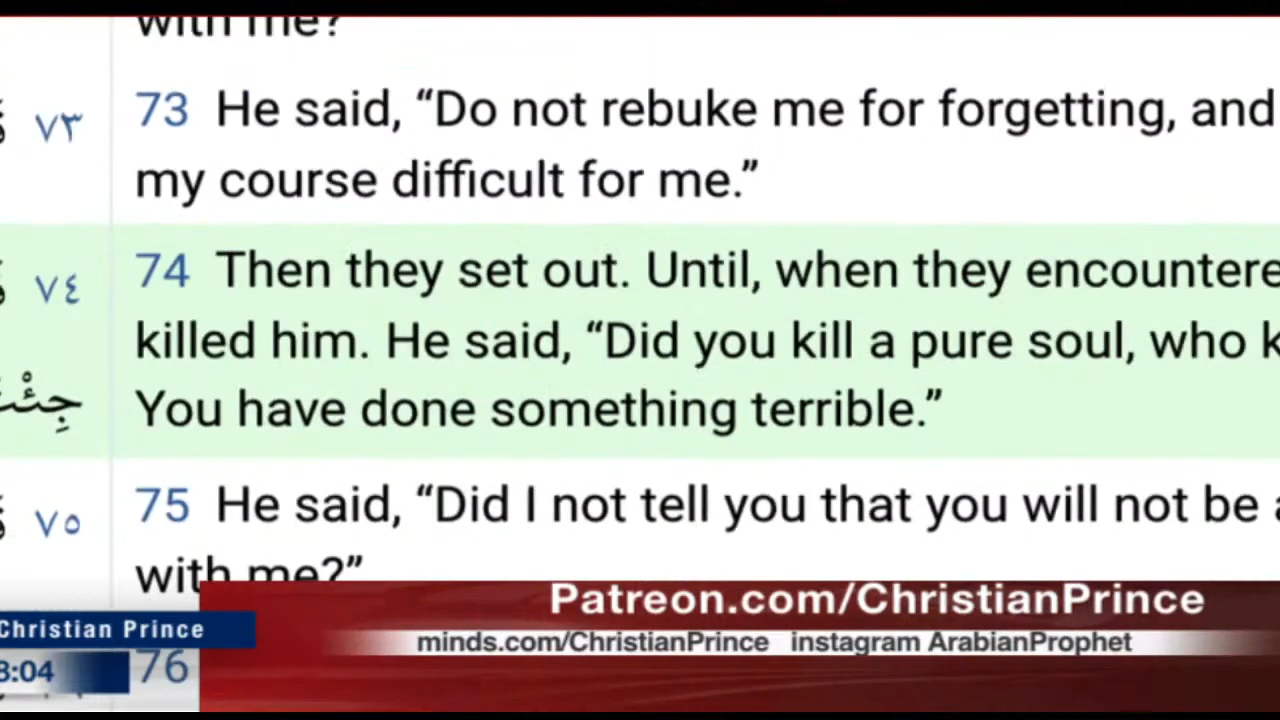 with me?
٧٣ 73 He said, “Do not rebuke me for forgetting, and
my course difficult for me.”
٧٤ 74 Then they set out. Until, when they encountere
killed him. He said, “Did you kill a pure soul, who k
You have done something terrible.”
٧٥ 75 He said, “Did I not tell you that you will not be a
with me?”
76
Patreon.com/ChristianPrince
minds.com/ChristianPrince instagram ArabianProphet
Christian Prince
8:04